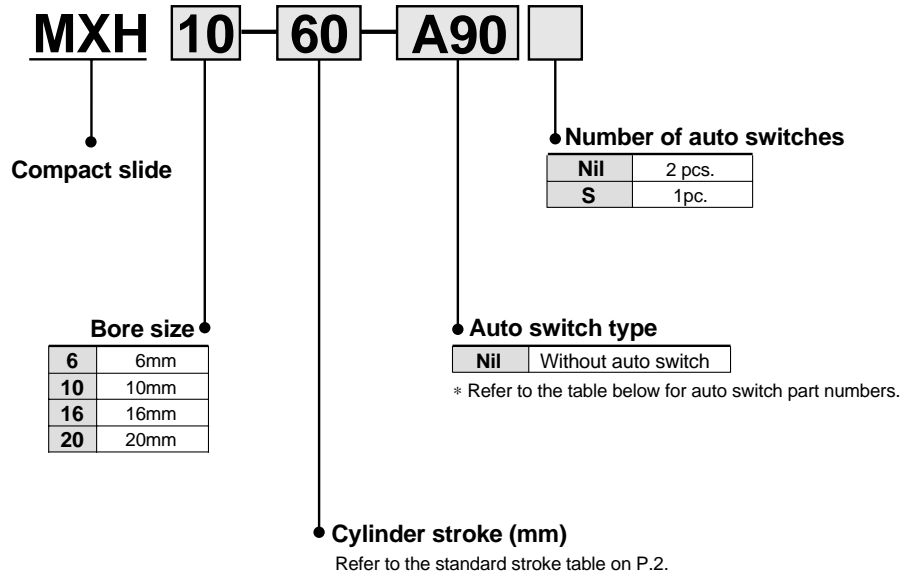 MXH 10-60-A90
Number of auto switches
Nil 2 pcs.
S 1pc.
Compact slide
Bore size
6 6mm
10 10mm
16 16mm
20 20mm
Auto switch type
Nil Without auto switch
* Refer to the table below for auto switch part numbers.
Cylinder stroke (mm)
Refer to the standard stroke table on P.2.